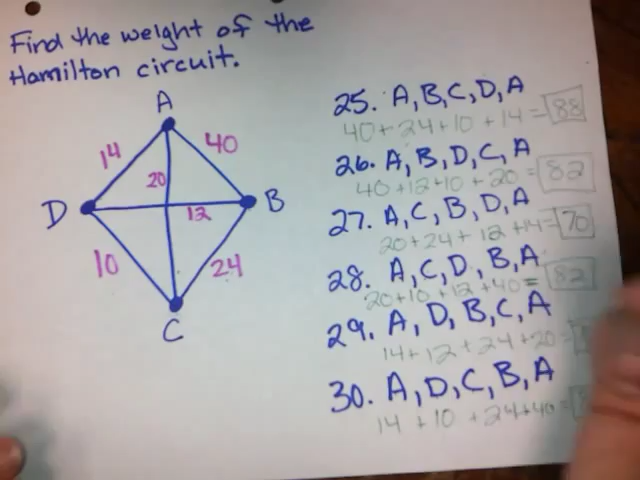 Find the weight of the
Hamilton circuit.
A
14
40
20
D
12
B
10
24
C
25. A, B, C, D, A
40 + 24 + 10 + 14 = 88
26. A, B, D, C, A
40 + 12 + 10 + 20 = 82
27. A, C, B, D, A
20 + 24 + 12 + 14 = 70
28. A, C, D, B, A
20 + 10 + 12 + 40 = 82
29. A, D, B, C, A
14 + 12 + 24 + 20 =
30. A, D, C, B, A
14 + 10 + 24 + 40 =